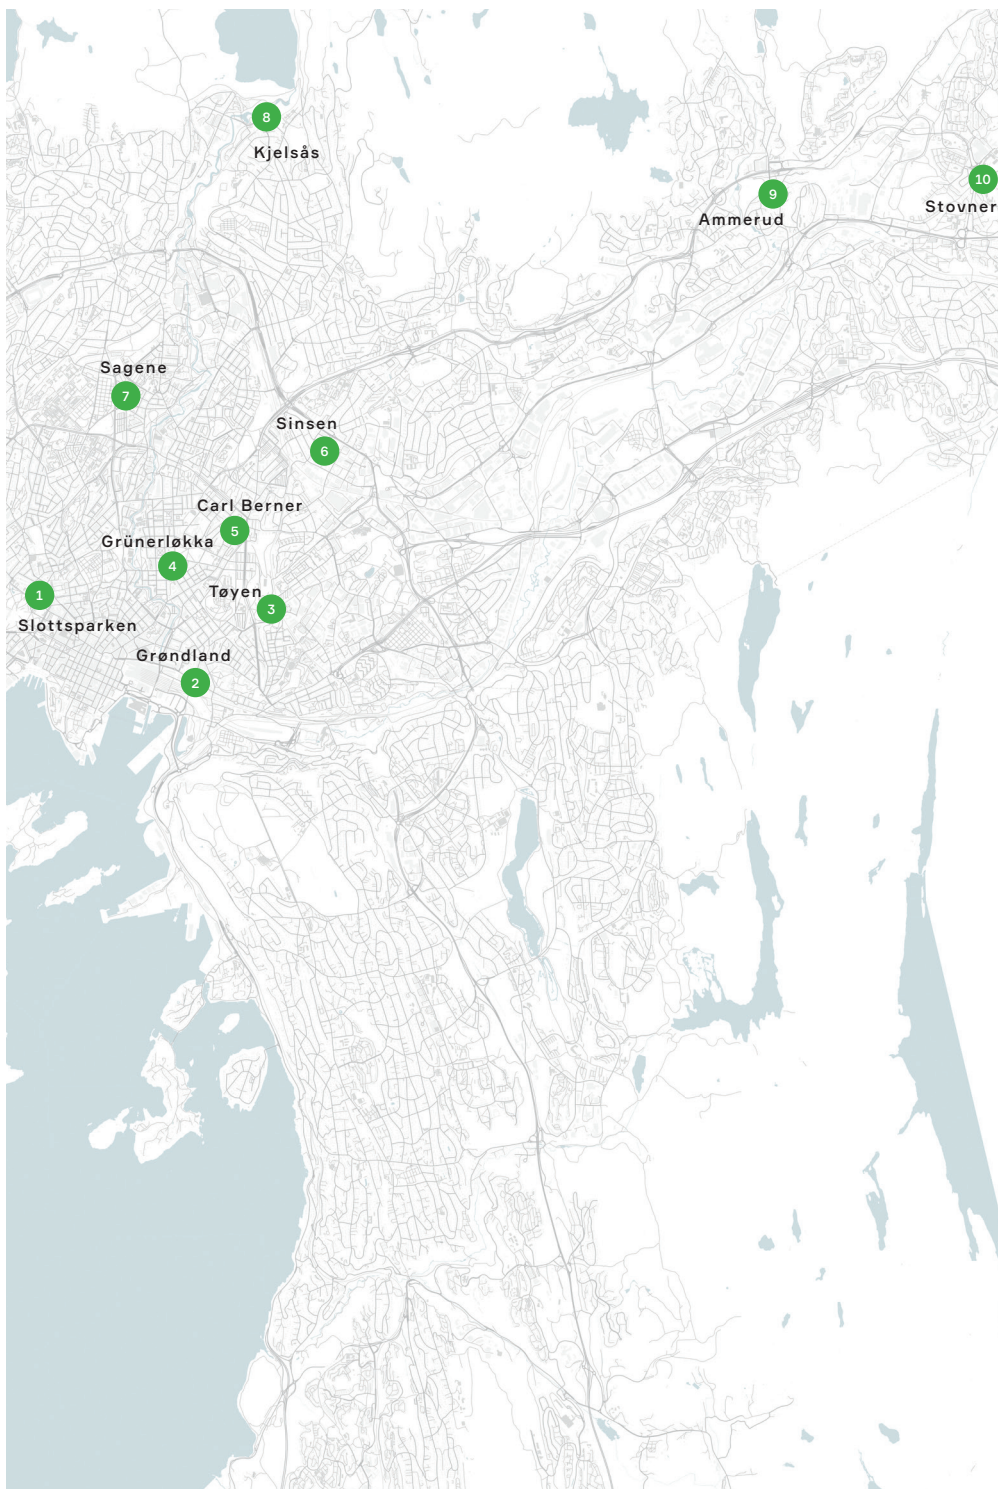 8
Kjelsås
10
9
Stovner
Ammerud
Sagene
7
Sinsen
6
Carl Berner
5
Grünerløkka
4
Tøyen
1
3
Slottsparken
Grøndland
2